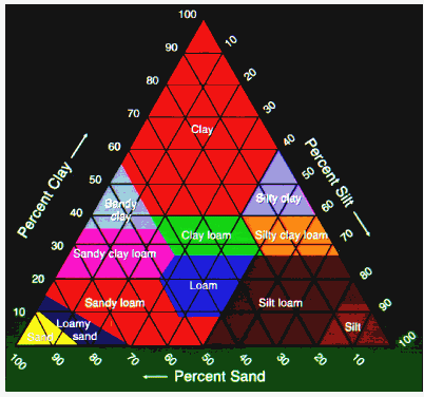 100
90
10
80
20
70
30
Clay
60
40
50
50
Percent Clay
Percent Silt
Sandy
clay
Silty clay
40
60
Clay loam
Silty clay loam
70
30
Sandy clay loam
80
20
Loam
Sandy loam
Silt loam
90
10
Loamy
sand
Sand
Silt
100
100
90
80
70
60
50
40
30
20
10
Percent Sand